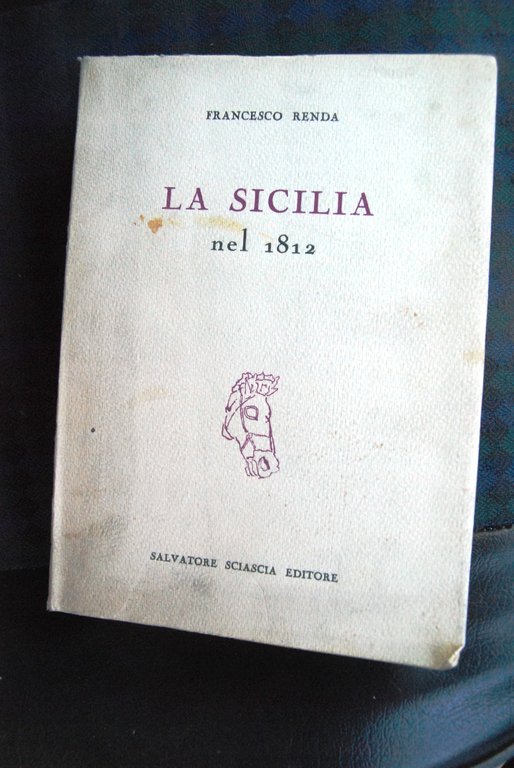 FRANCESCO RENDA
LA SICILIA
nel 1812
SALVATORE SCIASCIA EDITORE